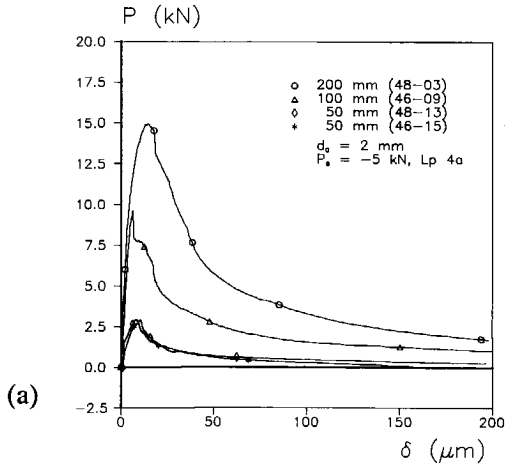 P (kN)
20.0
17.5
15.0
12.5
10.0
7.5
5.0
2.5
0.0
-2.5
200 mm (48-03)
100 mm (46-09)
50 mm (48-13)
50 mm (46-15)
dₐ = 2 mm
Pₑ = -5 kN, Lp 4a
(a)
0 50 100 150 200
δ (μm)